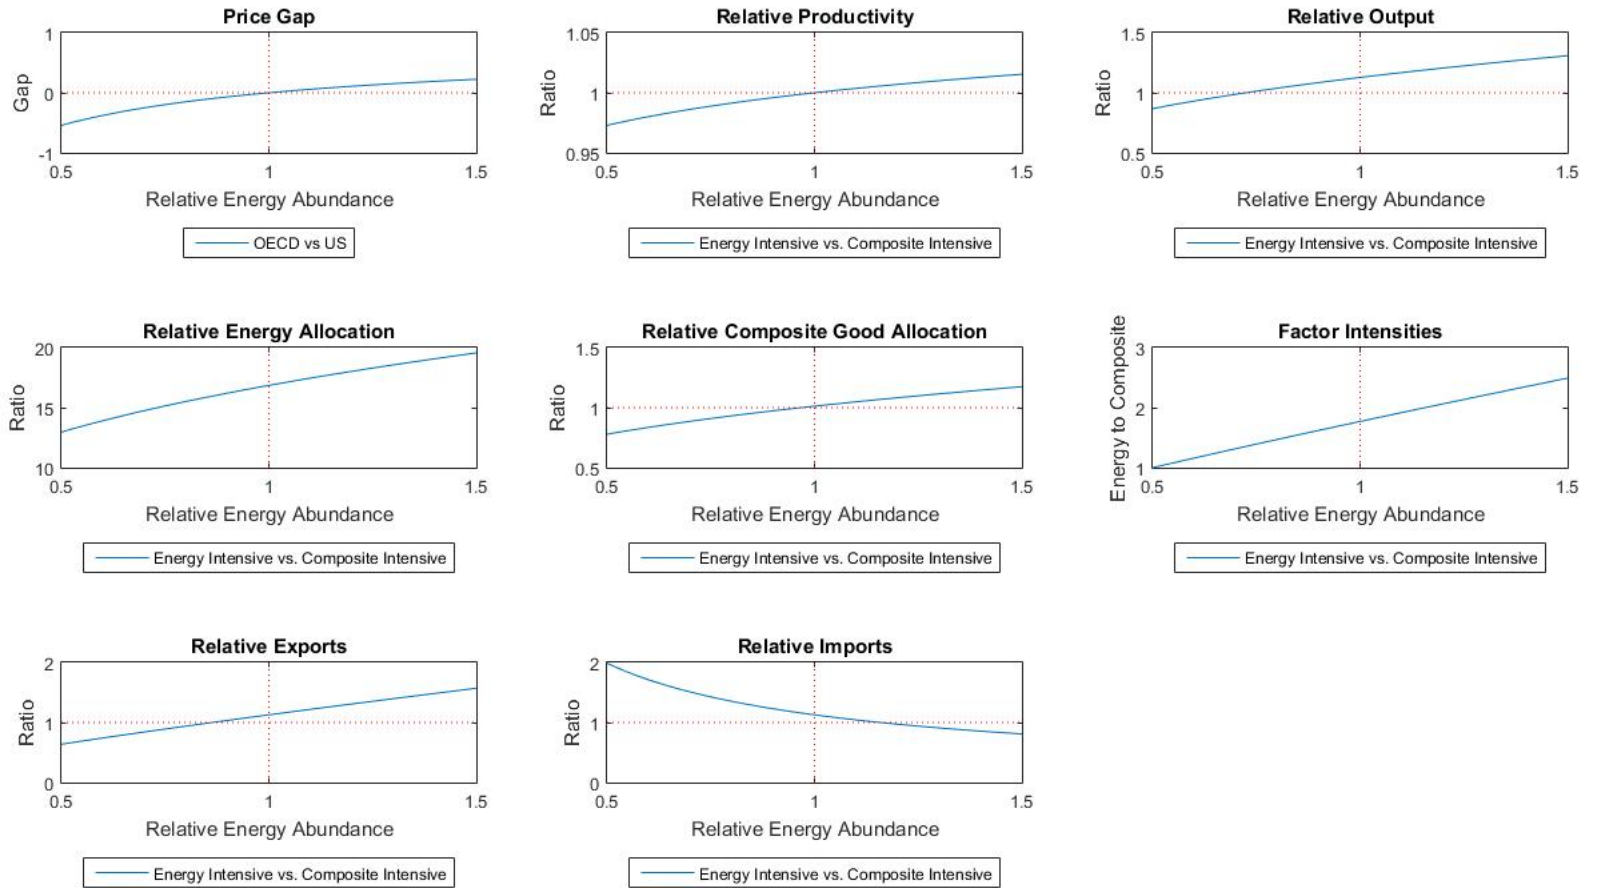 Price Gap
1
0
-1
Gap
0.5 1 1.5
Relative Energy Abundance
OECD vs US
Relative Productivity
1.05
1
0.95
Ratio
0.5 1 1.5
Relative Energy Abundance
Energy Intensive vs. Composite Intensive
Relative Output
1.5
1
0.5
Ratio
0.5 1 1.5
Relative Energy Abundance
Energy Intensive vs. Composite Intensive
Relative Energy Allocation
20
15
10
Ratio
0.5 1 1.5
Relative Energy Abundance
Energy Intensive vs. Composite Intensive
Relative Composite Good Allocation
1.5
1
0.5
Ratio
0.5 1 1.5
Relative Energy Abundance
Energy Intensive vs. Composite Intensive
Factor Intensities
3
2
1
Energy to Composite
0.5 1 1.5
Relative Energy Abundance
Energy Intensive vs. Composite Intensive
Relative Exports
2
1
0
Ratio
0.5 1 1.5
Relative Energy Abundance
Energy Intensive vs. Composite Intensive
Relative Imports
2
1
0
Ratio
0.5 1 1.5
Relative Energy Abundance
Energy Intensive vs. Composite Intensive